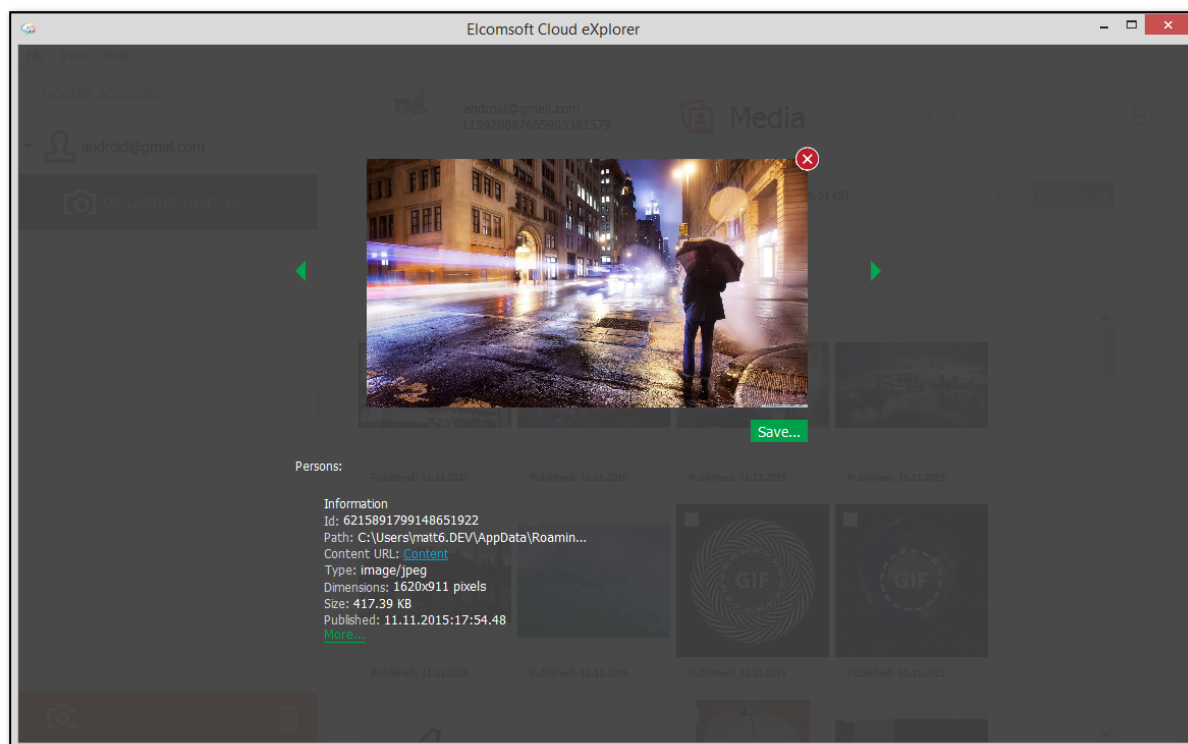 Elcomsoft Cloud eXplorer
File View Help
Google accounts
android@gmail.com
android@gmail.com
113920697665903381579
Media
08.12.2015 10:47:10
Save...
Persons:
Published: 11.11.2015
Published: 11.11.2015
Published: 11.11.2015
Published: 11.11.2015
Information
Id: 6215891799148651922
Path: C:\Users\matt6.DEV\AppData\Roamin...
Content URL: Content
Type: image/jpeg
Dimensions: 1620x911 pixels
Size: 417.39 KB
Published: 11.11.2015:17:54.48
More...
GIF
GIF
Published: 11.11.2015
Published: 11.11.2015
Published: 11.11.2015
Published: 11.11.2015